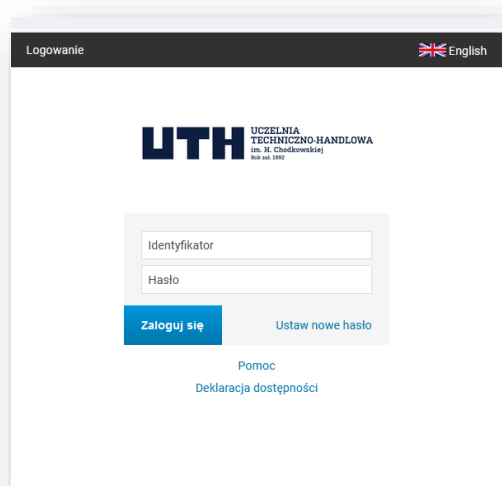 Logowanie
English
UTH
UCZELNIA
TECHNICZNO-HANDLOWA
im. H. Chodkowskiej
Rok zał. 1992
Identyfikator
Hasło
Zaloguj się
Ustaw nowe hasło
Pomoc
Deklaracja dostępności